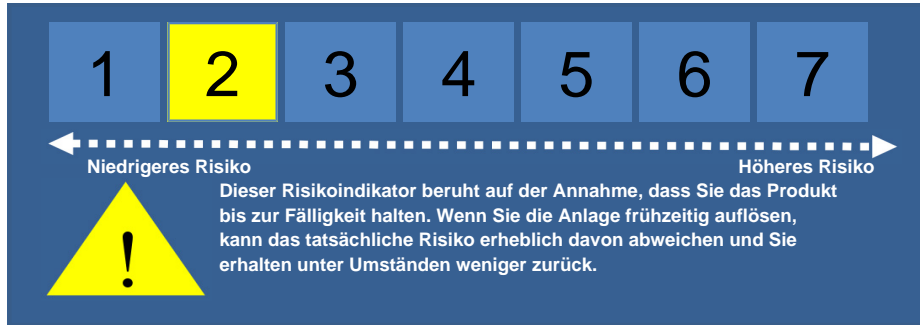 1 2 3 4 5 6 7
Niedrigeres Risiko Höheres Risiko
Dieser Risikoindikator beruht auf der Annahme, dass Sie das Produkt
bis zur Fälligkeit halten. Wenn Sie die Anlage frühzeitig auflösen,
kann das tatsächliche Risiko erheblich davon abweichen und Sie
erhalten unter Umständen weniger zurück.
!